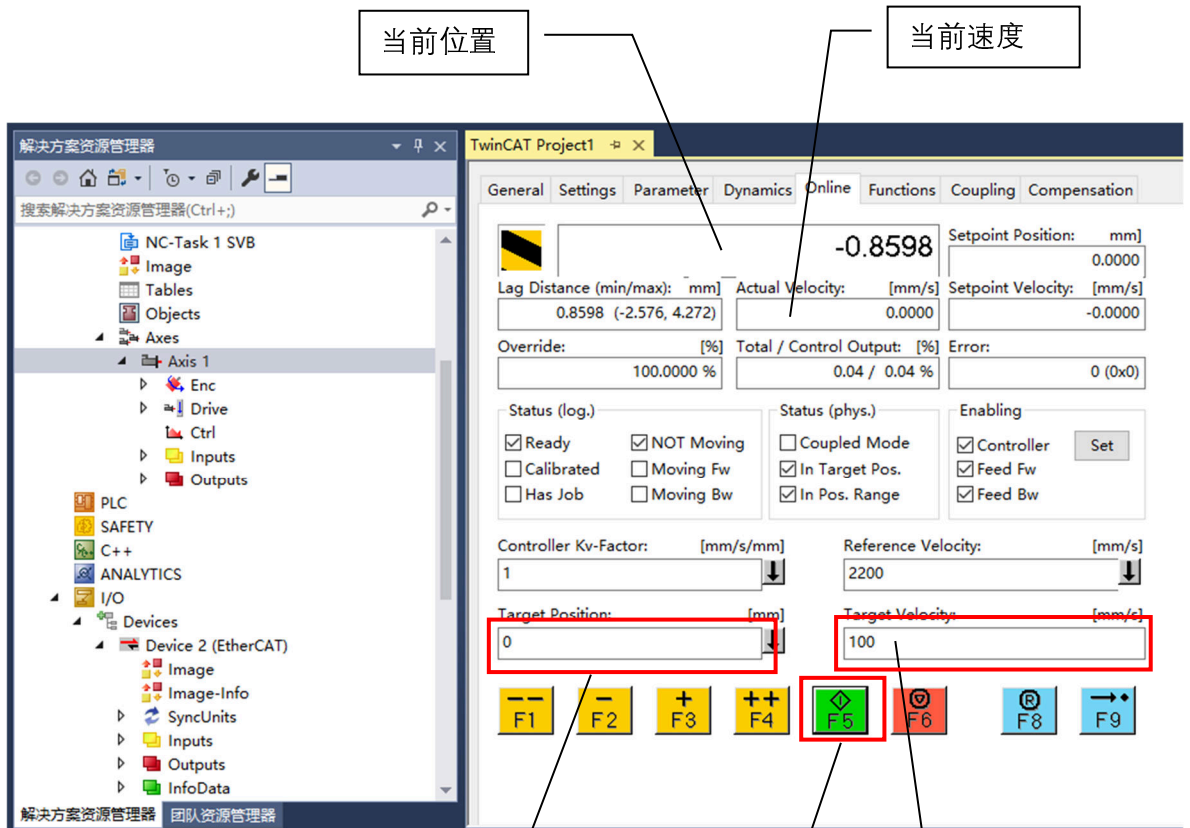 当前位置
当前速度
解决方案资源管理器
搜索解决方案资源管理器(Ctrl+;)
NC-Task 1 SVB
Image
Tables
Objects
Axes
Axis 1
Enc
Drive
Ctrl
Inputs
Outputs
PLC
SAFETY
C++
ANALYTICS
I/O
Devices
Device 2 (EtherCAT)
Image
Image-Info
SyncUnits
Inputs
Outputs
InfoData
解决方案资源管理器 团队资源管理器
TwinCAT Project1
General Settings Parameter Dynamics Online Functions Coupling Compensation
-0.8598
Setpoint Position: mm]
0.0000
Lag Distance (min/max): mm] Actual Velocity: [mm/s] Setpoint Velocity: [mm/s]
0.8598 (-2.576, 4.272) 0.0000 -0.0000
Override: [%] Total / Control Output: [%] Error:
100.0000 % 0.04 / 0.04 % 0 (0x0)
Status (log.) Status (phys.) Enabling
Ready NOT Moving Coupled Mode Controller Set
Calibrated Moving Fw In Target Pos. Feed Fw
Has Job Moving Bw In Pos. Range Feed Bw
Controller Kv-Factor: [mm/s/mm] Reference Velocity: [mm/s]
1 2200
Target Position: [mm] Target Velocity: [mm/s]
0 100
-- - + ++ R
F1 F2 F3 F4 F5 F6 F8 F9